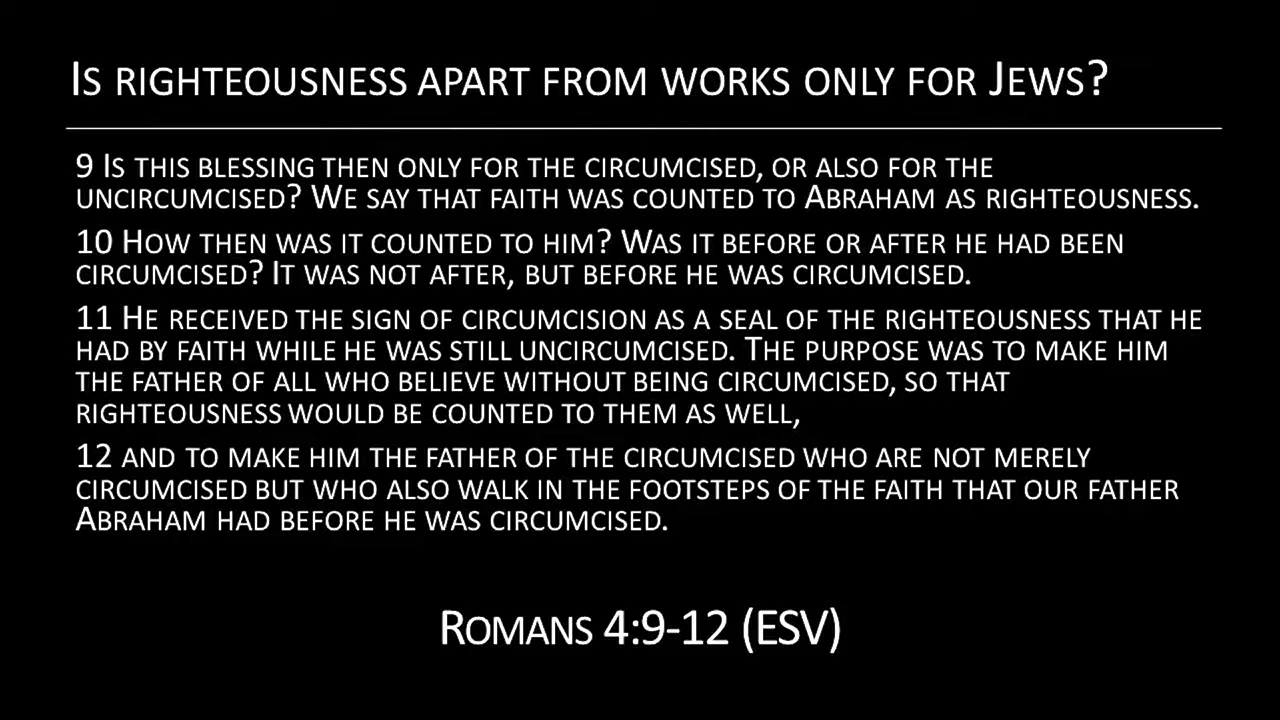 Is righteousness apart from works only for Jews?
9 Is this blessing then only for the circumcised, or also for the
uncircumcised? We say that faith was counted to Abraham as righteousness.
10 How then was it counted to him? Was it before or after he had been
circumcised? It was not after, but before he was circumcised.
11 He received the sign of circumcision as a seal of the righteousness that he
had by faith while he was still uncircumcised. The purpose was to make him
the father of all who believe without being circumcised, so that
righteousness would be counted to them as well,
12 and to make him the father of the circumcised who are not merely
circumcised but who also walk in the footsteps of the faith that our father
Abraham had before he was circumcised.
Romans 4:9-12 (ESV)